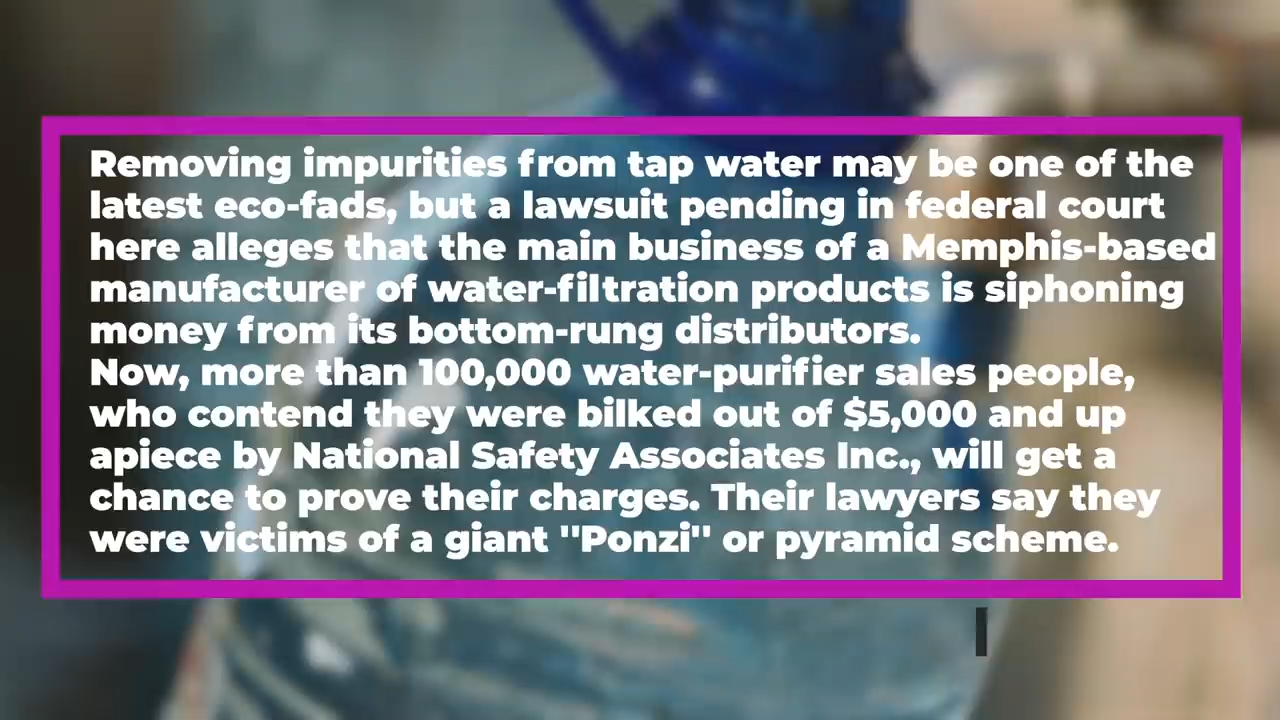 Removing impurities from tap water may be one of the
latest eco-fads, but a lawsuit pending in federal court
here alleges that the main business of a Memphis-based
manufacturer of water-filtration products is siphoning
money from its bottom-rung distributors.
Now, more than 100,000 water-purifier sales people,
who contend they were bilked out of $5,000 and up
apiece by National Safety Associates Inc., will get a
chance to prove their charges. Their lawyers say they
were victims of a giant "Ponzi" or pyramid scheme.